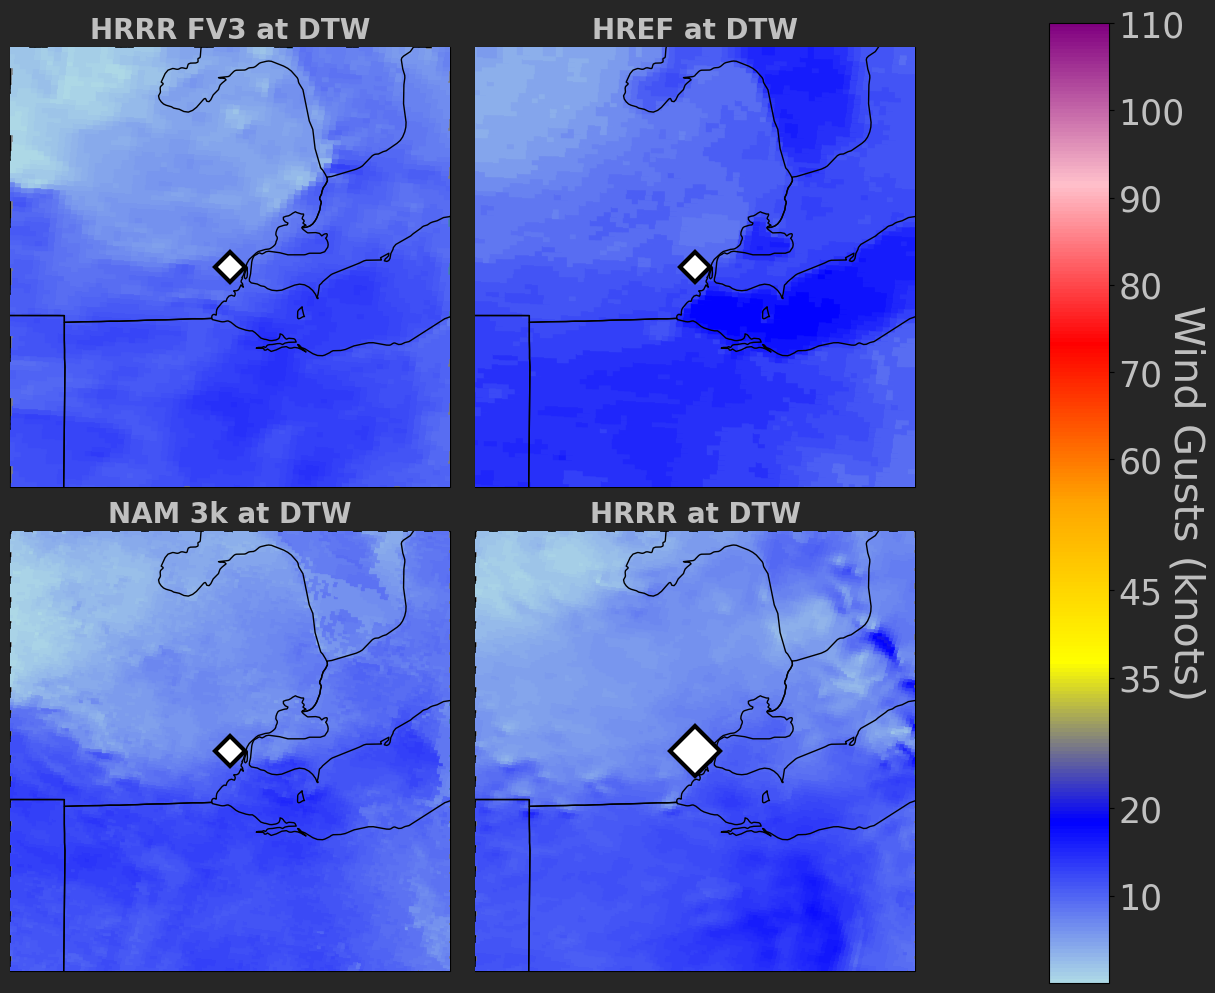 HRRR FV3 at DTW
HREF at DTW
NAM 3k at DTW
HRRR at DTW
110
100
90
80
70
60
45
35
20
10
Wind Gusts (knots)